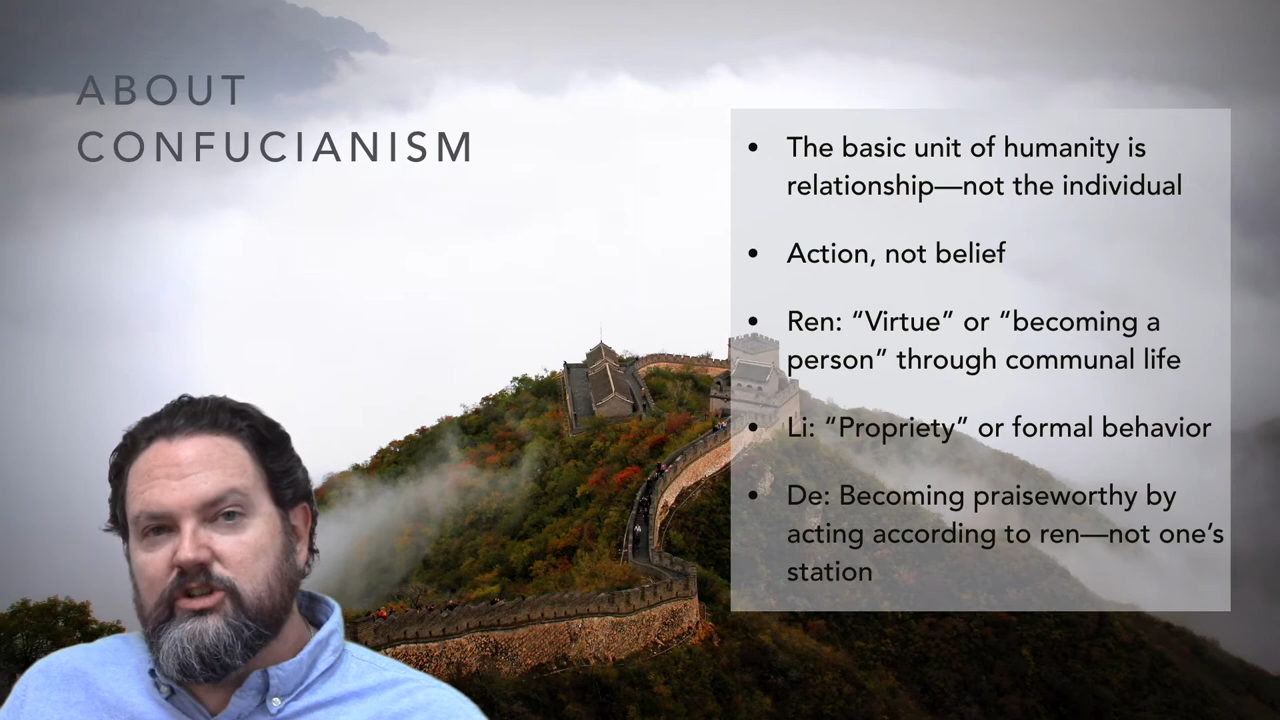 ABOUT
CONFUCIANISM
• The basic unit of humanity is
relationship—not the individual
• Action, not belief
• Ren: “Virtue” or “becoming a
person” through communal life
• Li: “Propriety” or formal behavior
• De: Becoming praiseworthy by
acting according to ren—not one’s
station